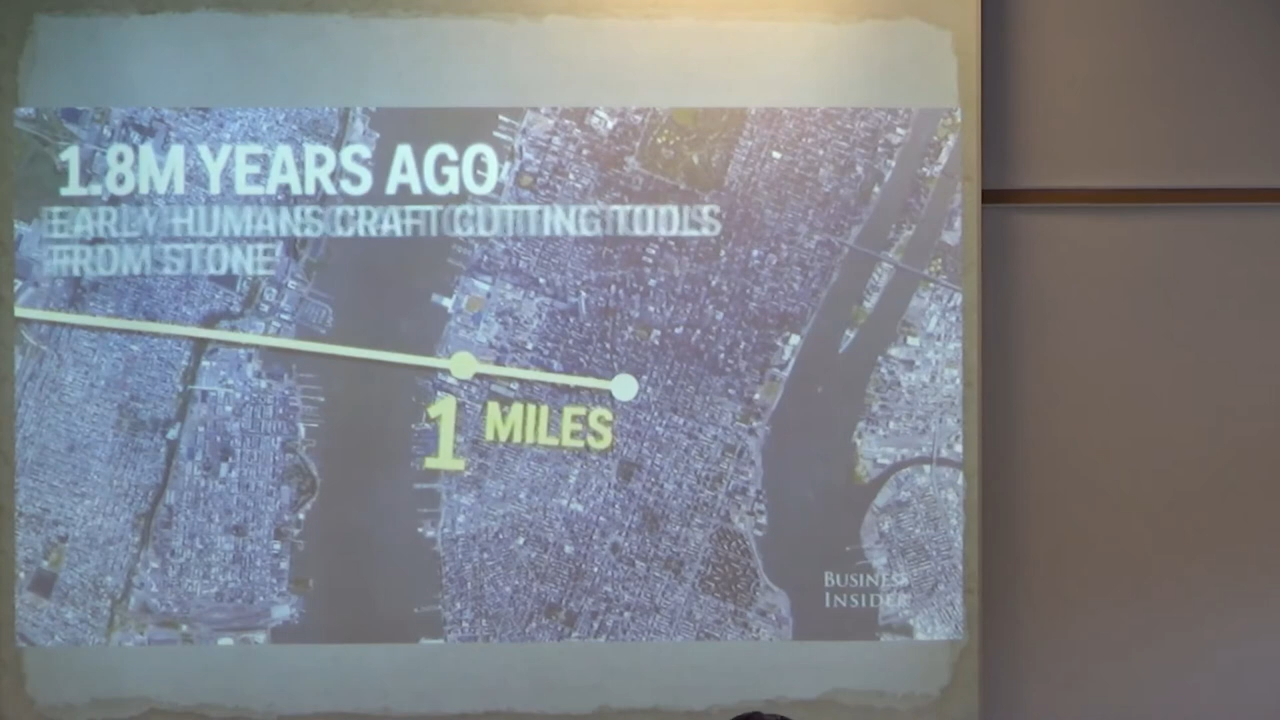 1.8M YEARS AGO
EARLY HUMANS CRAFT CUTTING TOOLS
FROM STONE
1 MILES
BUSINESS
INSIDER